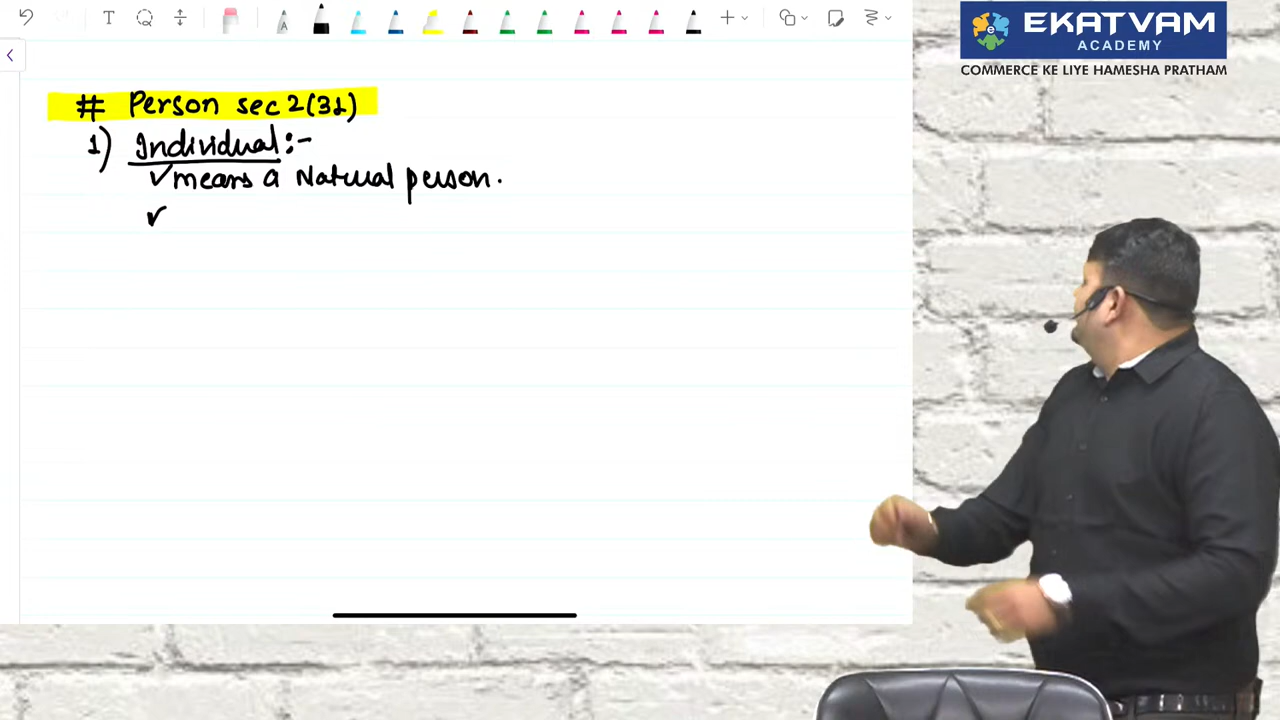 EKATVAM
ACADEMY
COMMERCE KE LIYE HAMESHA PRATHAM
# Person sec 2(31)
1) Individual :-
✓ means a Natural person.
✓